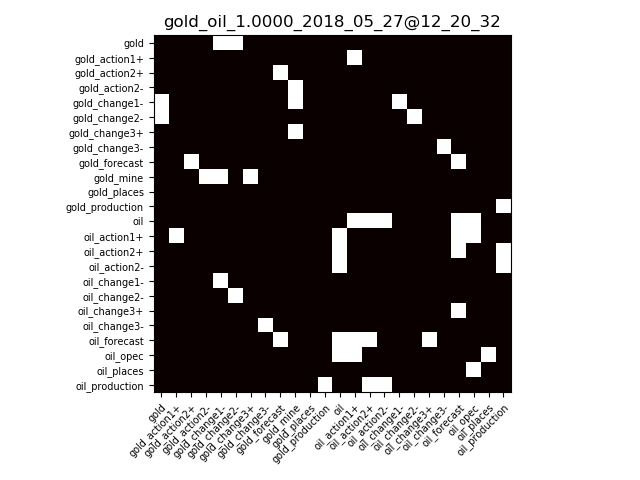 gold_oil_1.0000_2018_05_27@12_20_32
gold
gold_action1+
gold_action2+
gold_action2-
gold_change1-
gold_change2-
gold_change3+
gold_change3-
gold_forecast
gold_mine
gold_places
gold_production
oil
oil_action1+
oil_action2+
oil_action2-
oil_change1-
oil_change2-
oil_change3+
oil_change3-
oil_forecast
oil_opec
oil_places
oil_production
gold
gold_action1+
gold_action2+
gold_action2-
gold_change1-
gold_change2-
gold_change3+
gold_change3-
gold_forecast
gold_mine
gold_places
gold_production
oil
oil_action1+
oil_action2+
oil_action2-
oil_change1-
oil_change2-
oil_change3+
oil_change3-
oil_forecast
oil_opec
oil_places
oil_production